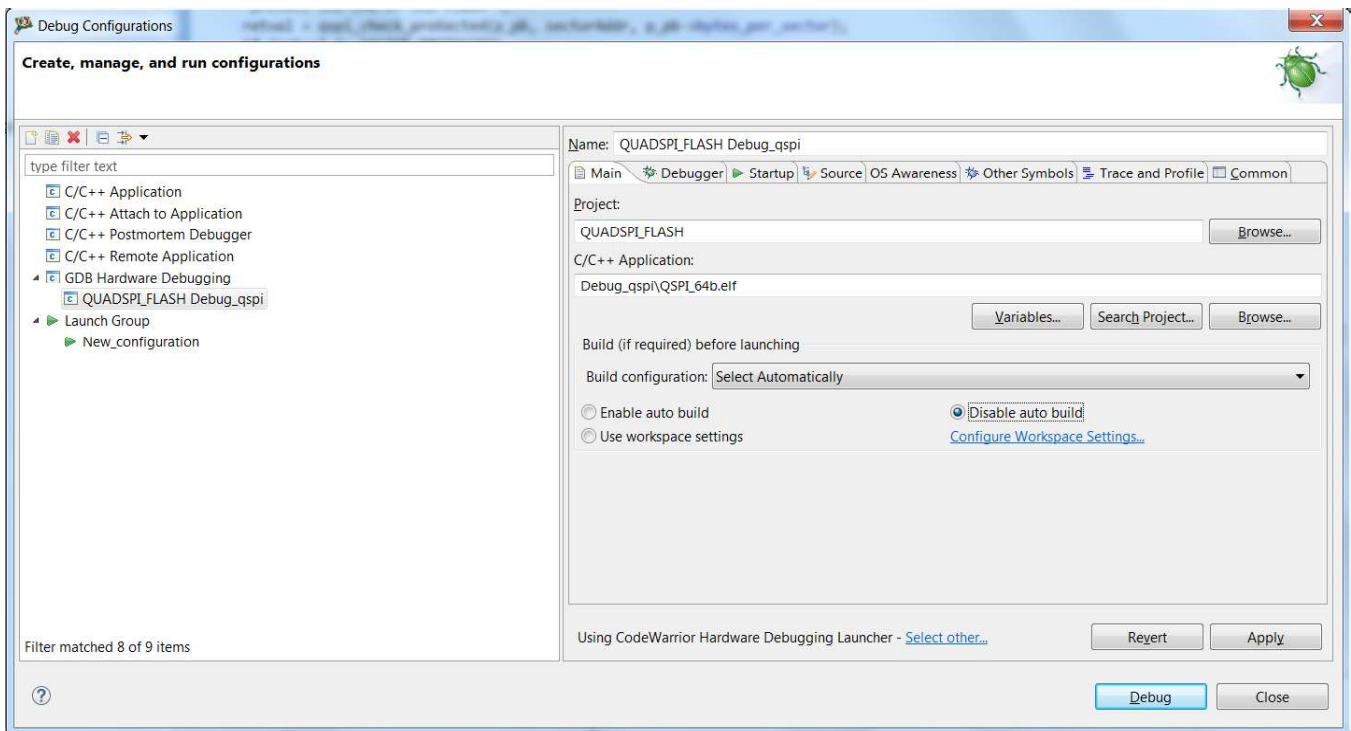 Debug Configurations
Create, manage, and run configurations
type filter text
C/C++ Application
C/C++ Attach to Application
C/C++ Postmortem Debugger
C/C++ Remote Application
GDB Hardware Debugging
QUADSPI_FLASH Debug_qspi
Launch Group
New_configuration
Filter matched 8 of 9 items
Name: QUADSPI_FLASH Debug_qspi
Main Debugger Startup Source OS Awareness Other Symbols Trace and Profile Common
Project:
QUADSPI_FLASH Browse...
C/C++ Application:
Debug_qspi\QSPI_64b.elf
Variables... Search Project... Browse...
Build (if required) before launching
Build configuration: Select Automatically
Enable auto build Disable auto build
Use workspace settings Configure Workspace Settings...
Using CodeWarrior Hardware Debugging Launcher - Select other... Revert Apply
? Debug Close